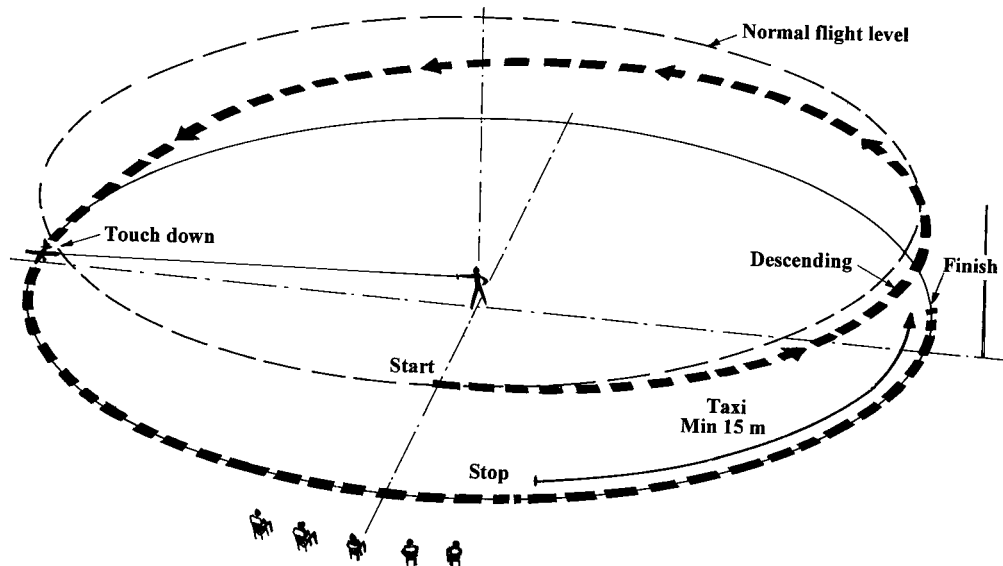 Normal flight level
Touch down
Descending
Finish
Start
Taxi
Min 15 m
Stop